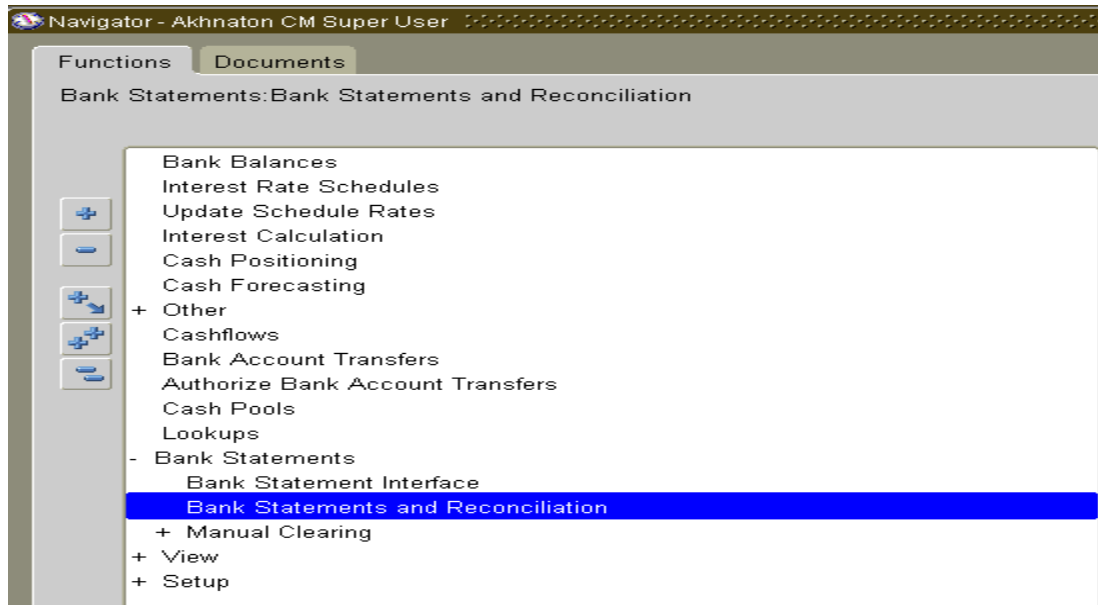 Navigator - Akhnaton CM Super User
Functions Documents
Bank Statements:Bank Statements and Reconciliation
Bank Balances
Interest Rate Schedules
Update Schedule Rates
Interest Calculation
Cash Positioning
Cash Forecasting
+ Other
Cashflows
Bank Account Transfers
Authorize Bank Account Transfers
Cash Pools
Lookups
- Bank Statements
Bank Statement Interface
Bank Statements and Reconciliation
+ Manual Clearing
+ View
+ Setup